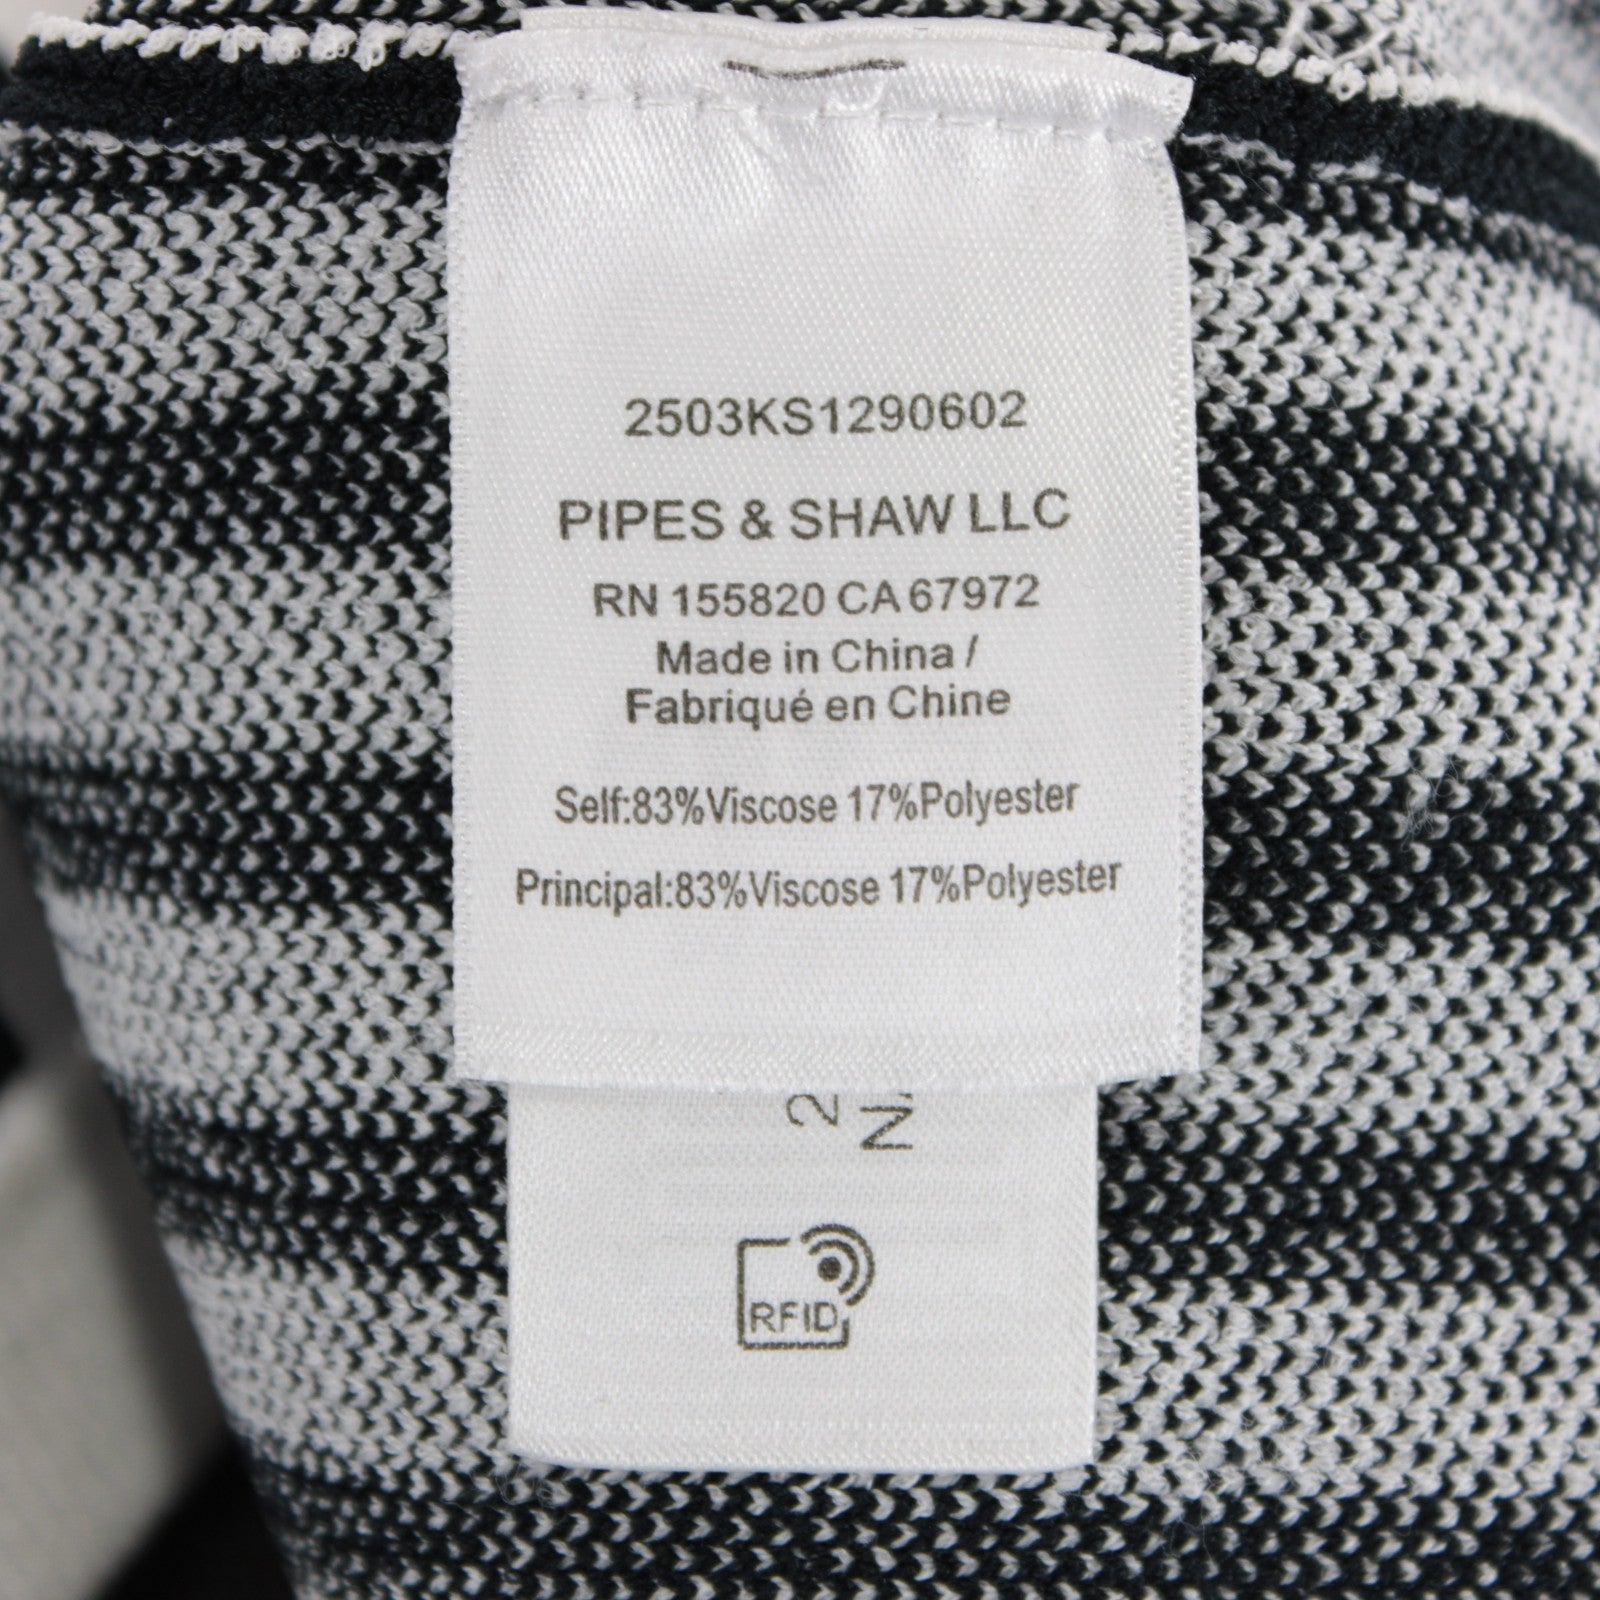 2503KS1290602
PIPES & SHAW LLC
RN 155820 CA 67972
Made in China /
Fabriqué en Chine
Self:83%Viscose 17%Polyester
Principal:83%Viscose 17%Polyester
2
N
RFID